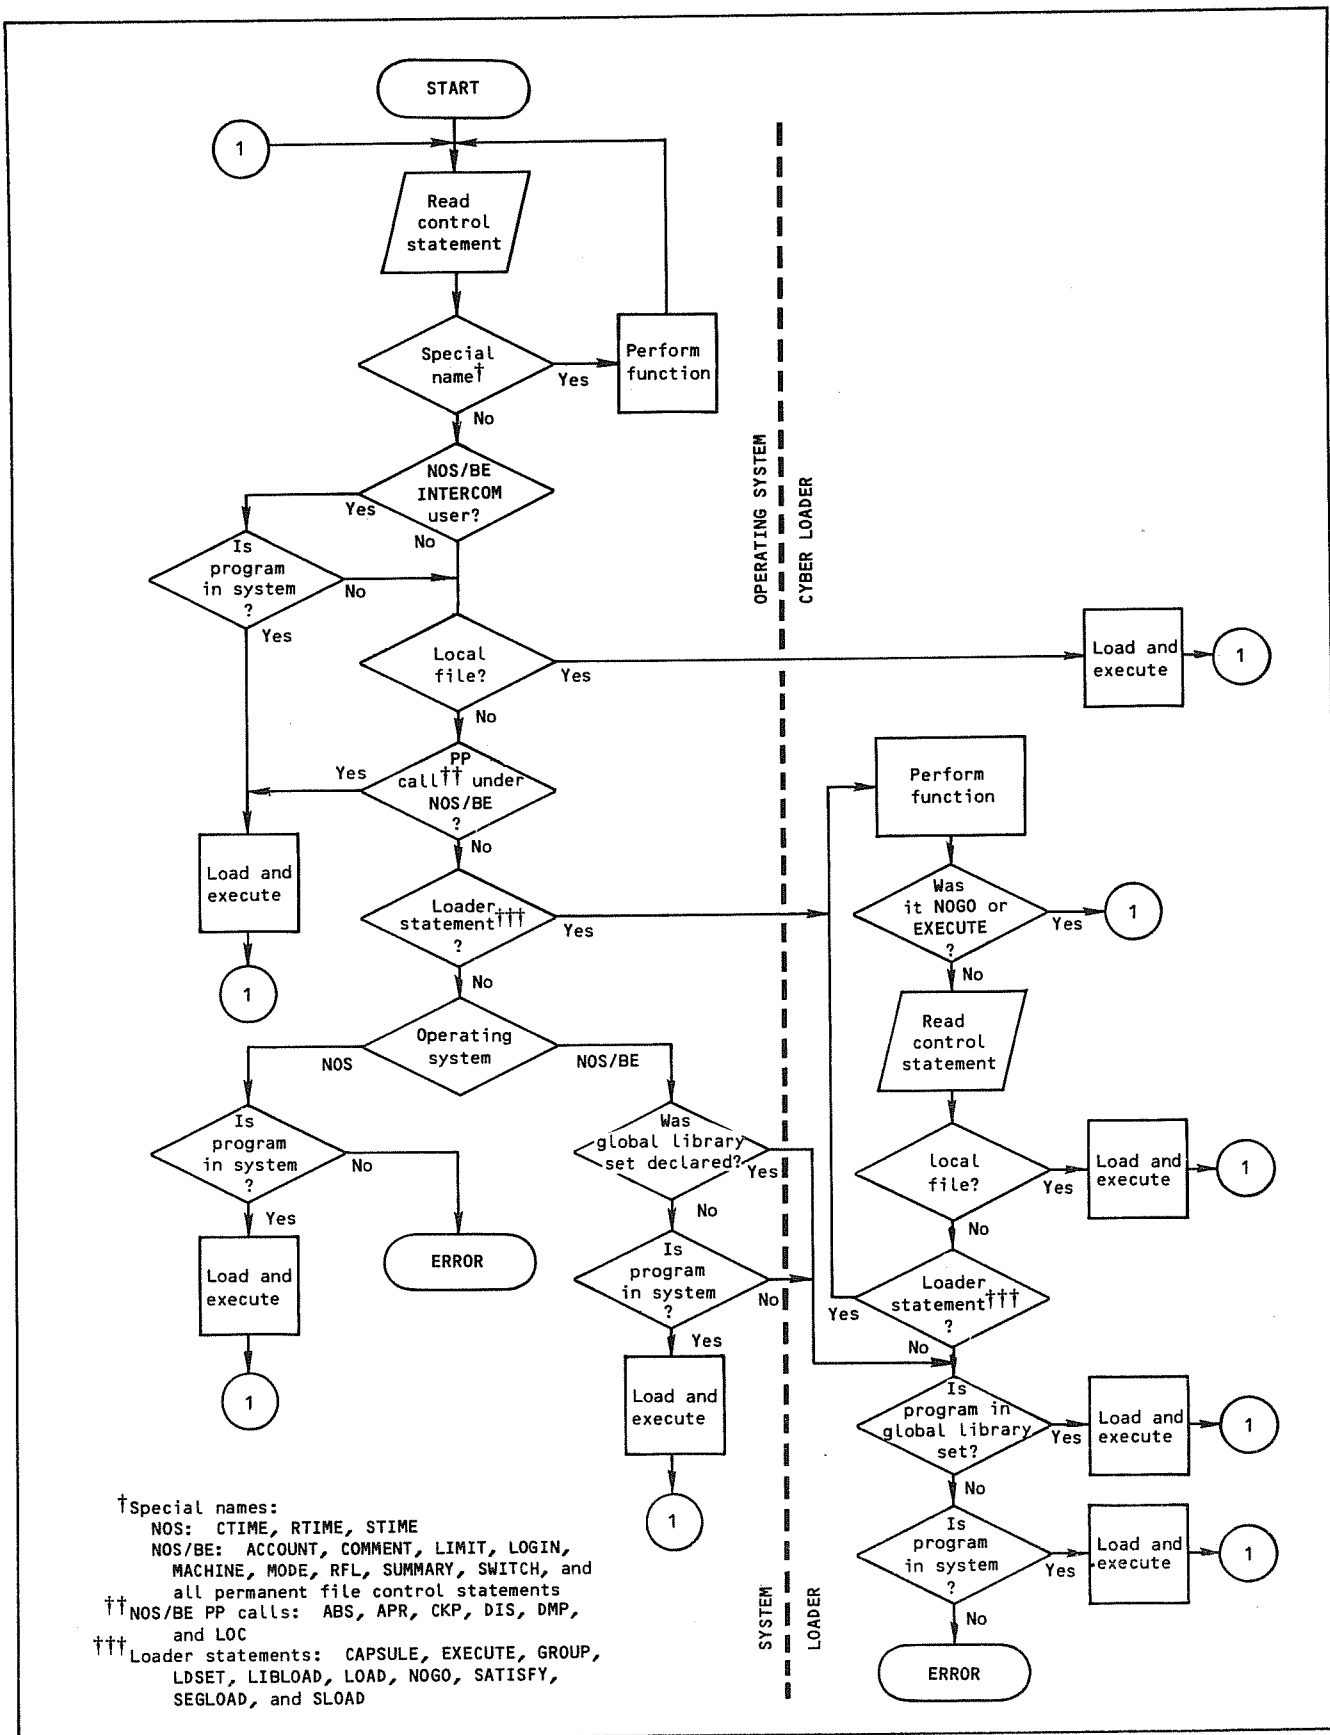 START
1
Read
control
statement
Special
name†
Yes
Perform
function
No
NOS/BE
INTERCOM
user?
Yes
No
Is
program
in system
?
No
Yes
OPERATING SYSTEM
CYBER LOADER
Local
file?
Yes
Load and
execute
1
No
PP
call†† under
NOS/BE
?
Yes
No
Load and
execute
1
Loader
statement†††
?
Yes
No
Perform
function
Was
it NOGO or
EXECUTE
?
Yes
1
No
Read
control
statement
Operating
system
NOS
NOS/BE
Is
program
in system
?
No
Yes
Load and
execute
1
ERROR
Was
global library
set declared?
Yes
No
Is
program
in system
?
No
Yes
Load and
execute
1
local
file?
Yes
Load and
execute
1
No
Loader
statement†††
?
Yes
No
Is
program in
global library
set?
Yes
Load and
execute
1
No
Is
program
in system
?
Yes
Load and
execute
1
No
ERROR
SYSTEM
LOADER
†Special names:
NOS: CTIME, RTIME, STIME
NOS/BE: ACCOUNT, COMMENT, LIMIT, LOGIN,
MACHINE, MODE, RFL, SUMMARY, SWITCH, and
all permanent file control statements
††NOS/BE PP calls: ABS, APR, CKP, DIS, DMP,
and LOC
†††Loader statements: CAPSULE, EXECUTE, GROUP,
LDSET, LIBLOAD, LOAD, NOGO, SATISFY,
SEGLOAD, and SLOAD